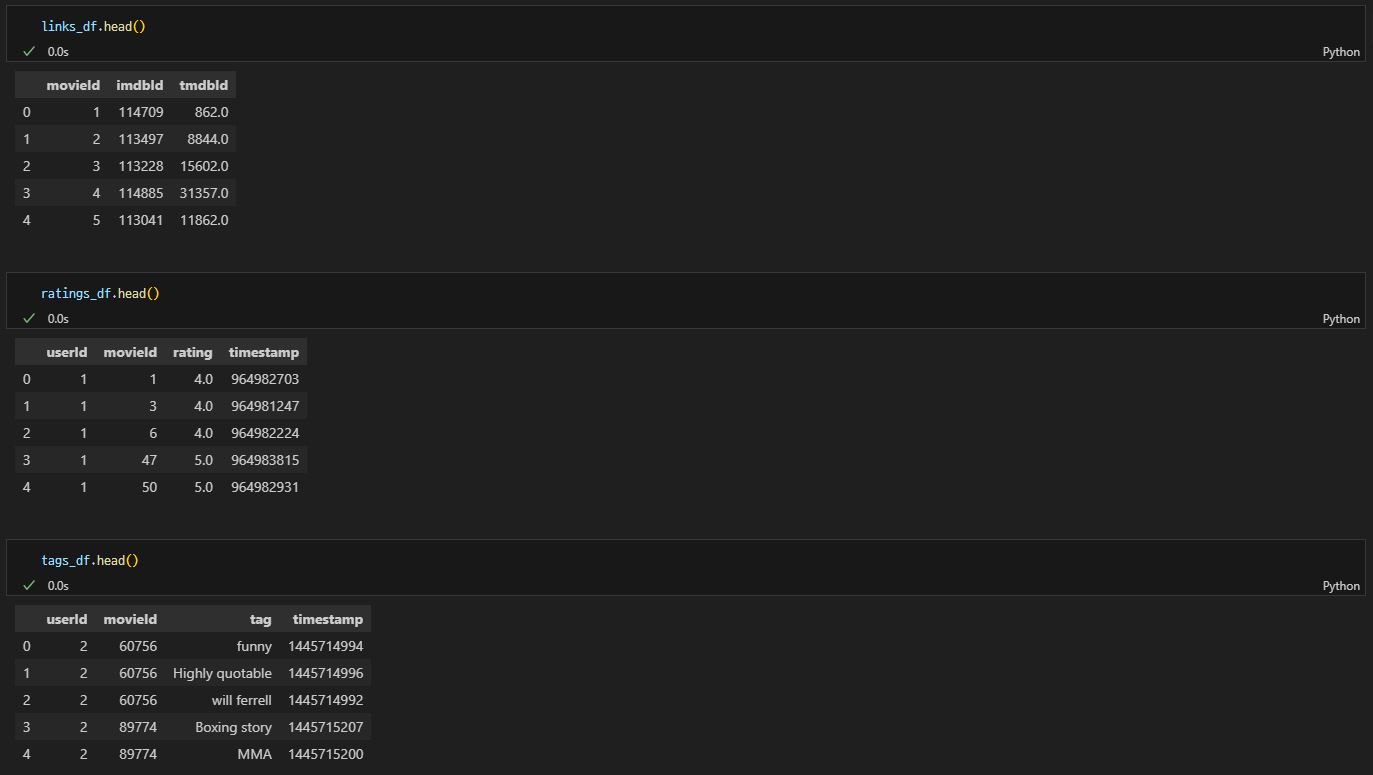 links_df.head()
0.0s
Python
movieId imdbId tmdbId
0 1 114709 862.0
1 2 113497 8844.0
2 3 113228 15602.0
3 4 114885 31357.0
4 5 113041 11862.0
ratings_df.head()
0.0s
Python
userId movieId rating timestamp
0 1 1 4.0 964982703
1 1 3 4.0 964981247
2 1 6 4.0 964982224
3 1 47 5.0 964983815
4 1 50 5.0 964982931
tags_df.head()
0.0s
Python
userId movieId tag timestamp
0 2 60756 funny 1445714994
1 2 60756 Highly quotable 1445714996
2 2 60756 will ferrell 1445714992
3 2 89774 Boxing story 1445715207
4 2 89774 MMA 1445715200